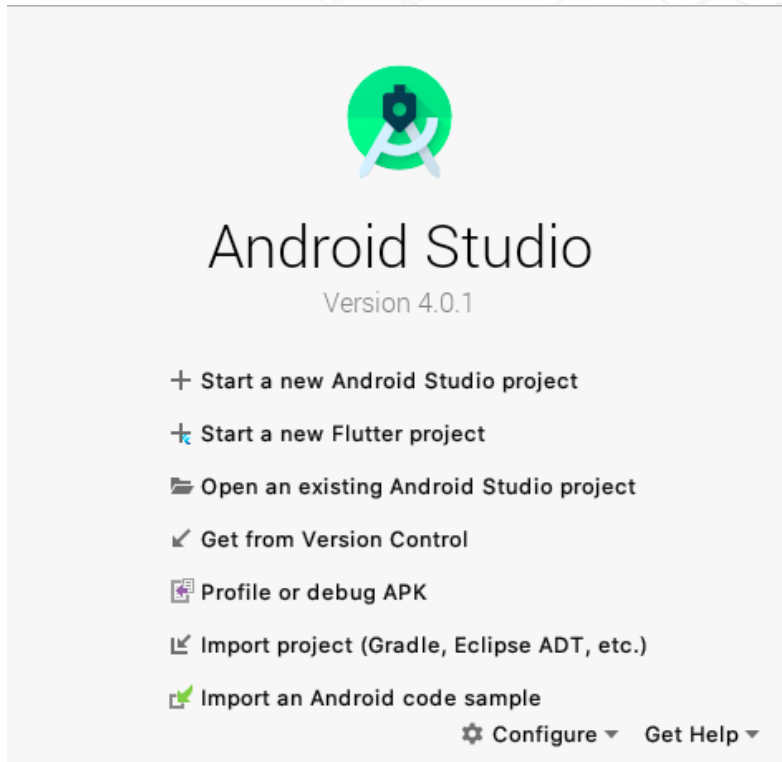 Android Studio
Version 4.0.1
Start a new Android Studio project
Start a new Flutter project
Open an existing Android Studio project
Get from Version Control
Profile or debug APK
Import project (Gradle, Eclipse ADT, etc.)
Import an Android code sample
Configure Get Help